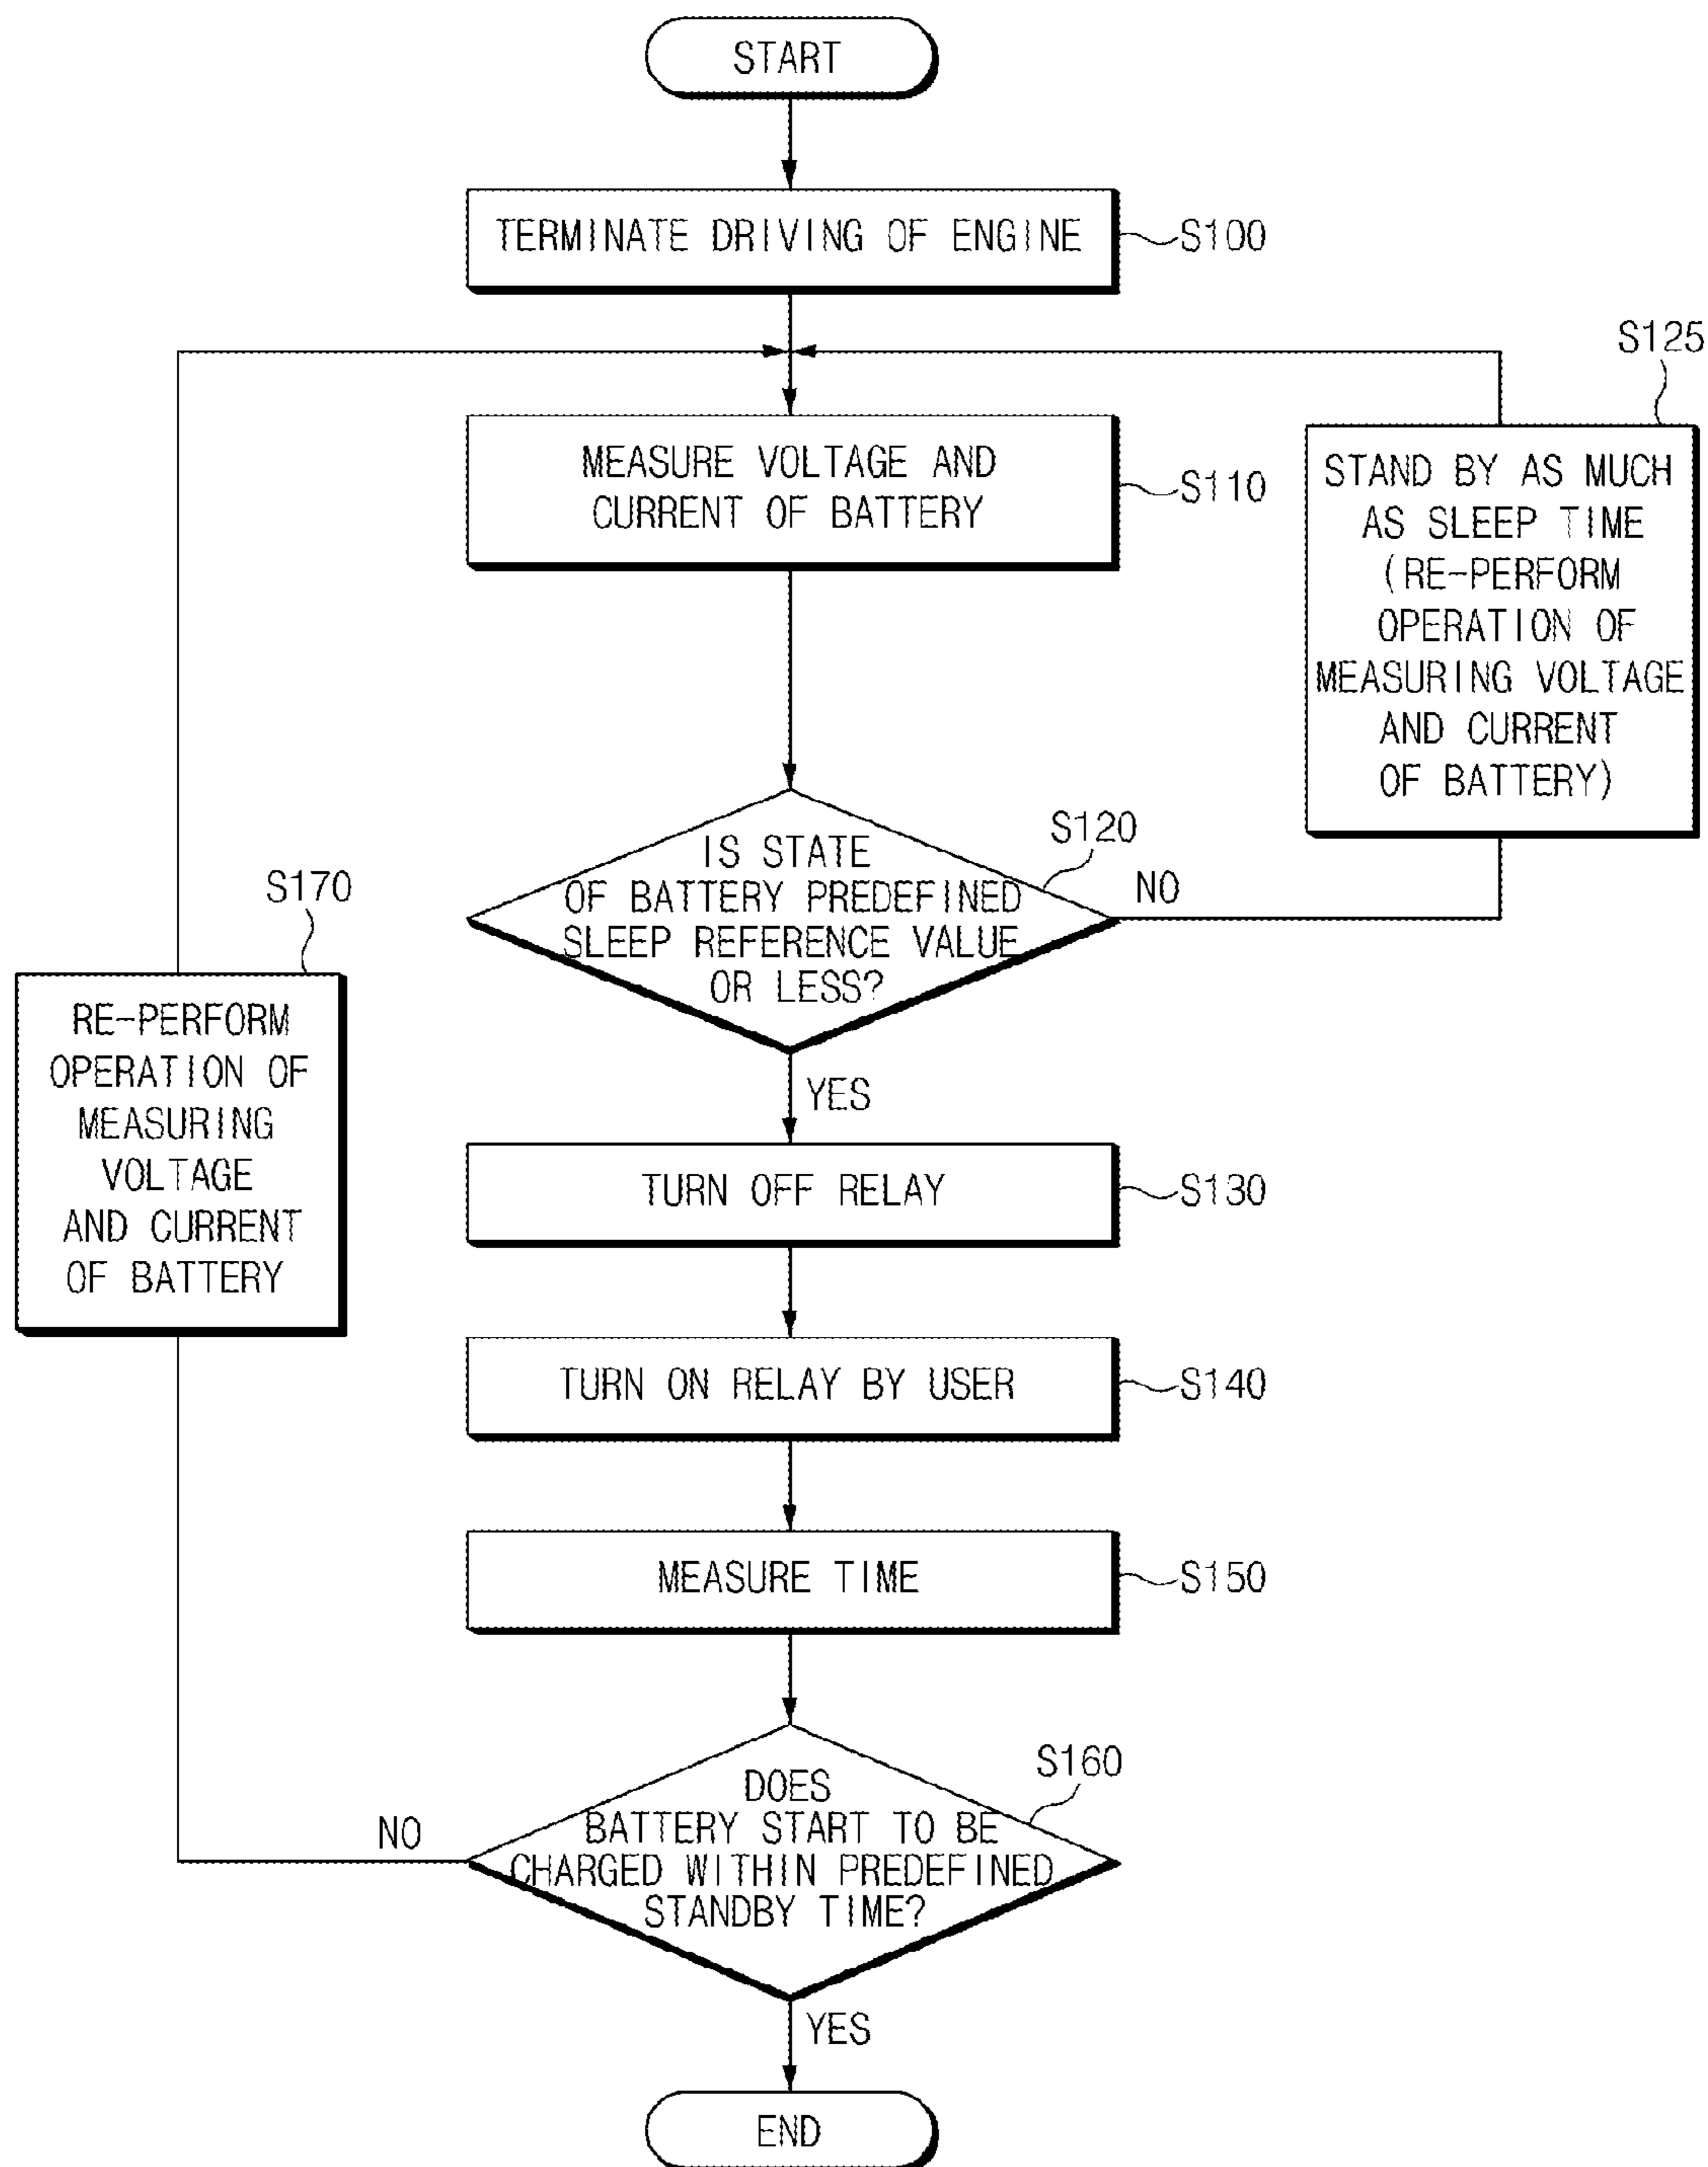 START
TERMINATE DRIVING OF ENGINE
S100
S125
MEASURE VOLTAGE AND
CURRENT OF BATTERY
S110
STAND BY AS MUCH
AS SLEEP TIME
(RE-PERFORM
OPERATION OF
MEASURING VOLTAGE
AND CURRENT
OF BATTERY)
IS STATE
OF BATTERY PREDEFINED
SLEEP REFERENCE VALUE
OR LESS?
S120
NO
YES
S170
RE-PERFORM
OPERATION OF
MEASURING
VOLTAGE
AND CURRENT
OF BATTERY
TURN OFF RELAY
S130
TURN ON RELAY BY USER
S140
MEASURE TIME
S150
DOES
BATTERY START TO BE
CHARGED WITHIN PREDEFINED
STANDBY TIME?
S160
NO
YES
END